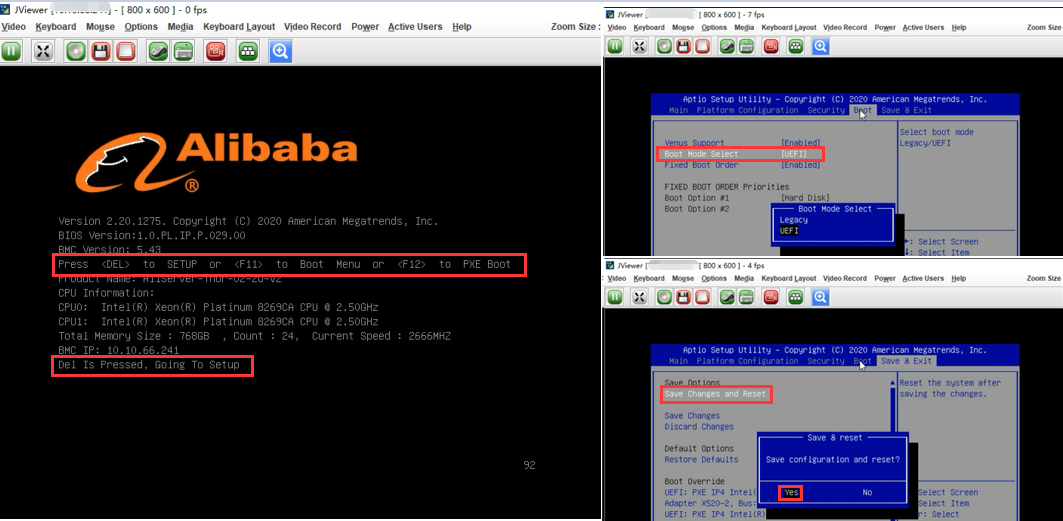 JViewer [ ] - [ 800 x 600 ] - 0 fps
Video Keyboard Mouse Options Media Keyboard Layout Video Record Power Active Users Help Zoom Size :
Alibaba
®
Version 2.20.1275. Copyright (C) 2020 American Megatrends, Inc.
BIOS Version:1.0.PL.IP.P.029.00
BMC Version: 5.43
Press <DEL> to SETUP or <F11> to Boot Menu or <F12> to PXE Boot
Product Name: AliServer-Thor-02-20-V2
CPU Information:
CPU0: Intel(R) Xeon(R) Platinum 8269CA CPU @ 2.50GHz
CPU1: Intel(R) Xeon(R) Platinum 8269CA CPU @ 2.50GHz
Total Memory Size : 768GB , Count : 24, Current Speed : 2666MHZ
BMC IP: 10.10.66.241
Del Is Pressed, Going To Setup
92
JViewer [ [ 800 x 600 ] - 7 fps
Video Keyboard Mouse Options Media Keyboard Layout Video Record Power Active Users Help Zoom Size
Aptio Setup Utility - Copyright (C) 2020 American Megatrends, Inc.
Main Platform Configuration Security Boot Save & Exit
Select boot mode
Legacy/UEFI
Venus Support [Enabled]
Boot Mode Select [UEFI]
Fixed Boot Order [Enabled]
FIXED BOOT ORDER Priorities
Boot Option #1 [Hard Disk]
Boot Option #2
Boot Mode Select
Legacy
UEFI
←: Select Screen
↓: Select Item
JViewer [ [ 800 x 600 ] - 4 fps
Video Keyboard Mouse Options Media Keyboard Layout Video Record Power Active Users Help Zoom Size
Aptio Setup Utility - Copyright (C) 2020 American Megatrends, Inc.
Main Platform Configuration Security Boot Save & Exit
Save Options
Save Changes and Reset
Reset the system after
saving the changes.
Save Changes
Discard Changes
Default Options
Restore Defaults
Save & reset
Save configuration and reset?
Yes No
Boot Override
UEFI: PXE IP4 Intel(
Adapter X520-2, Bus:
UEFI: PXE IP4 Intel(R)
Select Screen
Select Item
r: Select